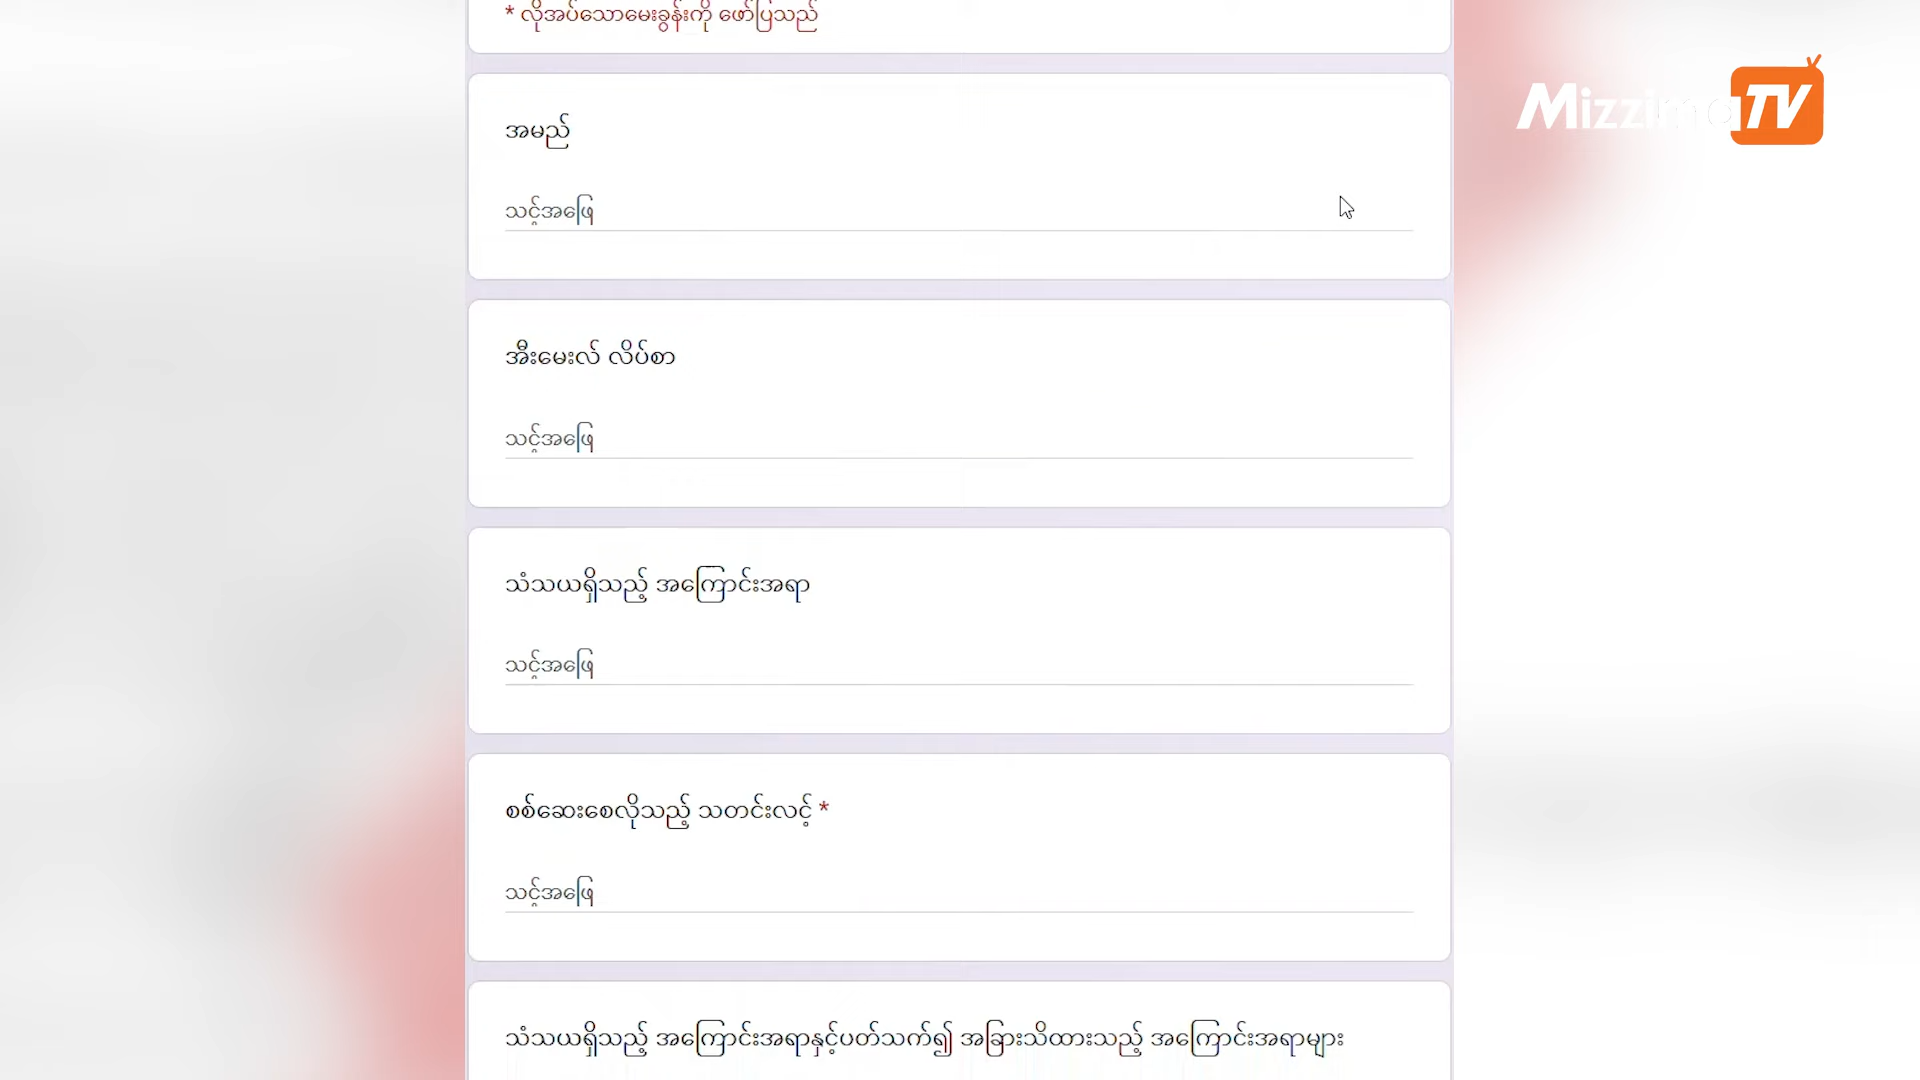 * လိုအပ်သောမေးခွန်းကို ဖော်ပြသည်
Mizzima TV
အမည်
သင့်အဖြေ
အီးမေးလ် လိပ်စာ
သင့်အဖြေ
သံသယရှိသည့် အကြောင်းအရာ
သင့်အဖြေ
စစ်ဆေးစေလိုသည့် သတင်းလင့် *
သင့်အဖြေ
သံသယရှိသည့် အကြောင်းအရာနှင့်ပတ်သက်၍ အခြားသိထားသည့် အကြောင်းအရာများ